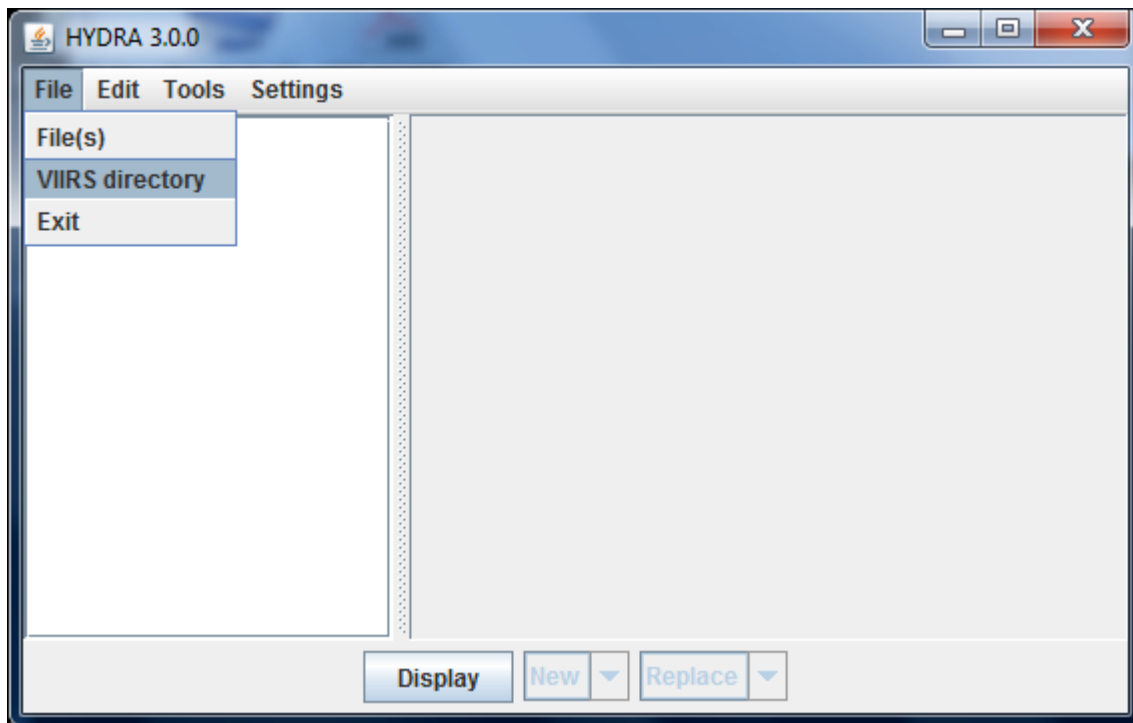 HYDRA 3.0.0
File Edit Tools Settings
File(s)
VIIRS directory
Exit
Display New Replace